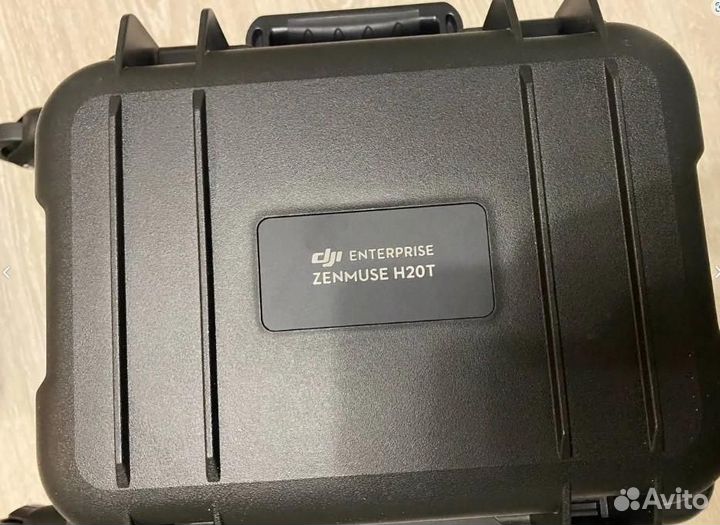 dji ENTERPRISE
ZENMUSE H20T
Avito